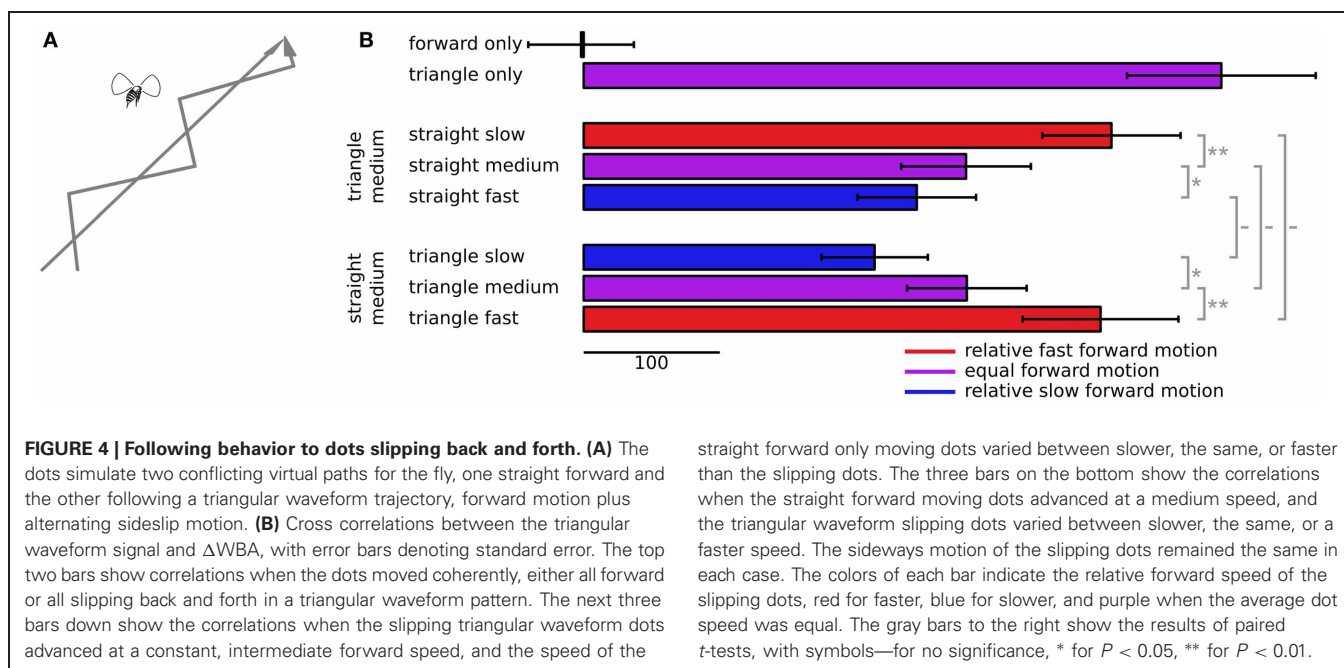 A
B
forward only
triangle only
triangle
medium
straight slow
straight medium
straight fast
straight
medium
triangle slow
triangle medium
triangle fast
**
*
-
-
-
*
**
100
relative fast forward motion
equal forward motion
relative slow forward motion
FIGURE 4 | Following behavior to dots slipping back and forth. (A) The
dots simulate two conflicting virtual paths for the fly, one straight forward and
the other following a triangular waveform trajectory, forward motion plus
alternating sideslip motion. (B) Cross correlations between the triangular
waveform signal and ΔWBA, with error bars denoting standard error. The top
two bars show correlations when the dots moved coherently, either all forward
or all slipping back and forth in a triangular waveform pattern. The next three
bars down show the correlations when the slipping triangular waveform dots
advanced at a constant, intermediate forward speed, and the speed of the
straight forward only moving dots varied between slower, the same, or faster
than the slipping dots. The three bars on the bottom show the correlations
when the straight forward moving dots advanced at a medium speed, and
the triangular waveform slipping dots varied between slower, the same, or a
faster speed. The sideways motion of the slipping dots remained the same in
each case. The colors of each bar indicate the relative forward speed of the
slipping dots, red for faster, blue for slower, and purple when the average dot
speed was equal. The gray bars to the right show the results of paired
t-tests, with symbols—for no significance, * for P < 0.05, ** for P < 0.01.